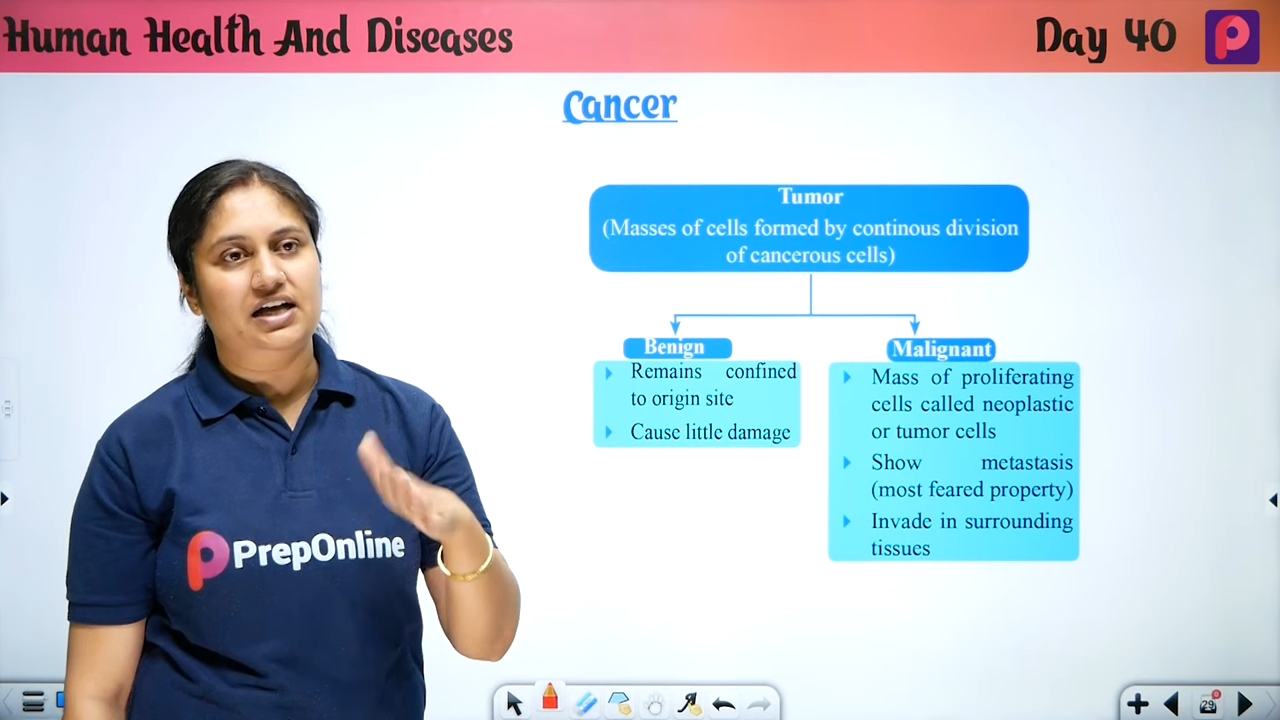 Human Health And Diseases
Day 40
Cancer
Tumor
(Masses of cells formed by continous division
of cancerous cells)
Benign
Remains confined
to origin site
Cause little damage
Malignant
Mass of proliferating
cells called neoplastic
or tumor cells
Show metastasis
(most feared property)
Invade in surrounding
tissues
PrepOnline
29